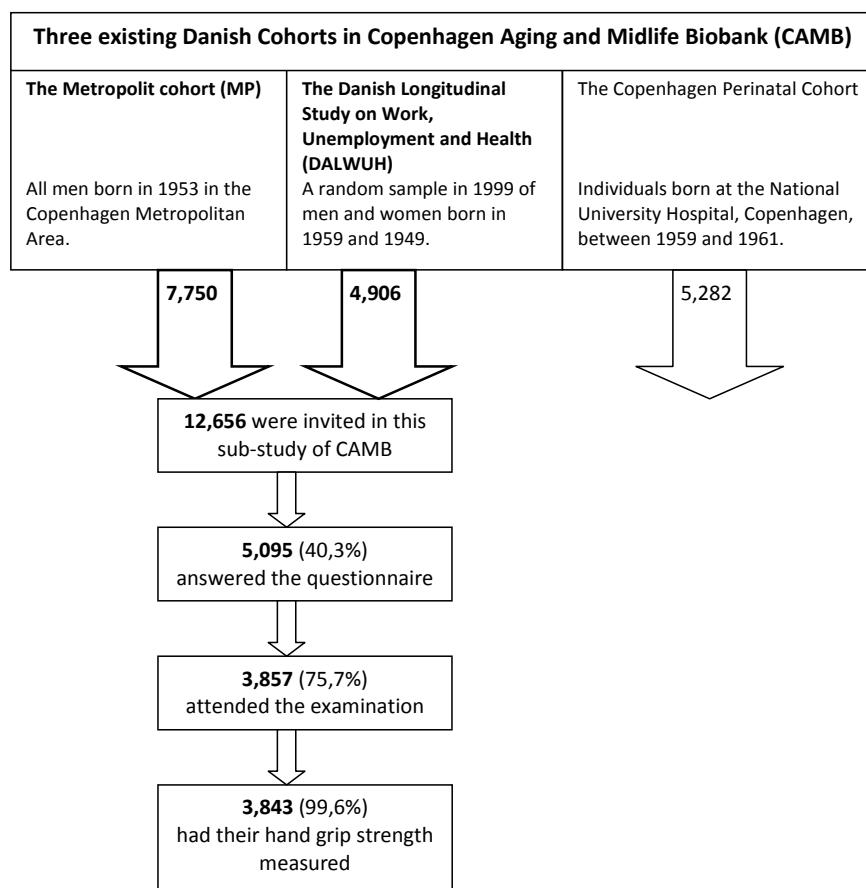 Three existing Danish Cohorts in Copenhagen Aging and Midlife Biobank (CAMB)
The Metropolit cohort (MP)
All men born in 1953 in the
Copenhagen Metropolitan
Area.
The Danish Longitudinal
Study on Work,
Unemployment and Health
(DALWUH)
A random sample in 1999 of
men and women born in
1959 and 1949.
The Copenhagen Perinatal Cohort
Individuals born at the National
University Hospital, Copenhagen,
between 1959 and 1961.
7,750
4,906
5,282
12,656 were invited in this
sub-study of CAMB
5,095 (40,3%)
answered the questionnaire
3,857 (75,7%)
attended the examination
3,843 (99,6%)
had their hand grip strength
measured